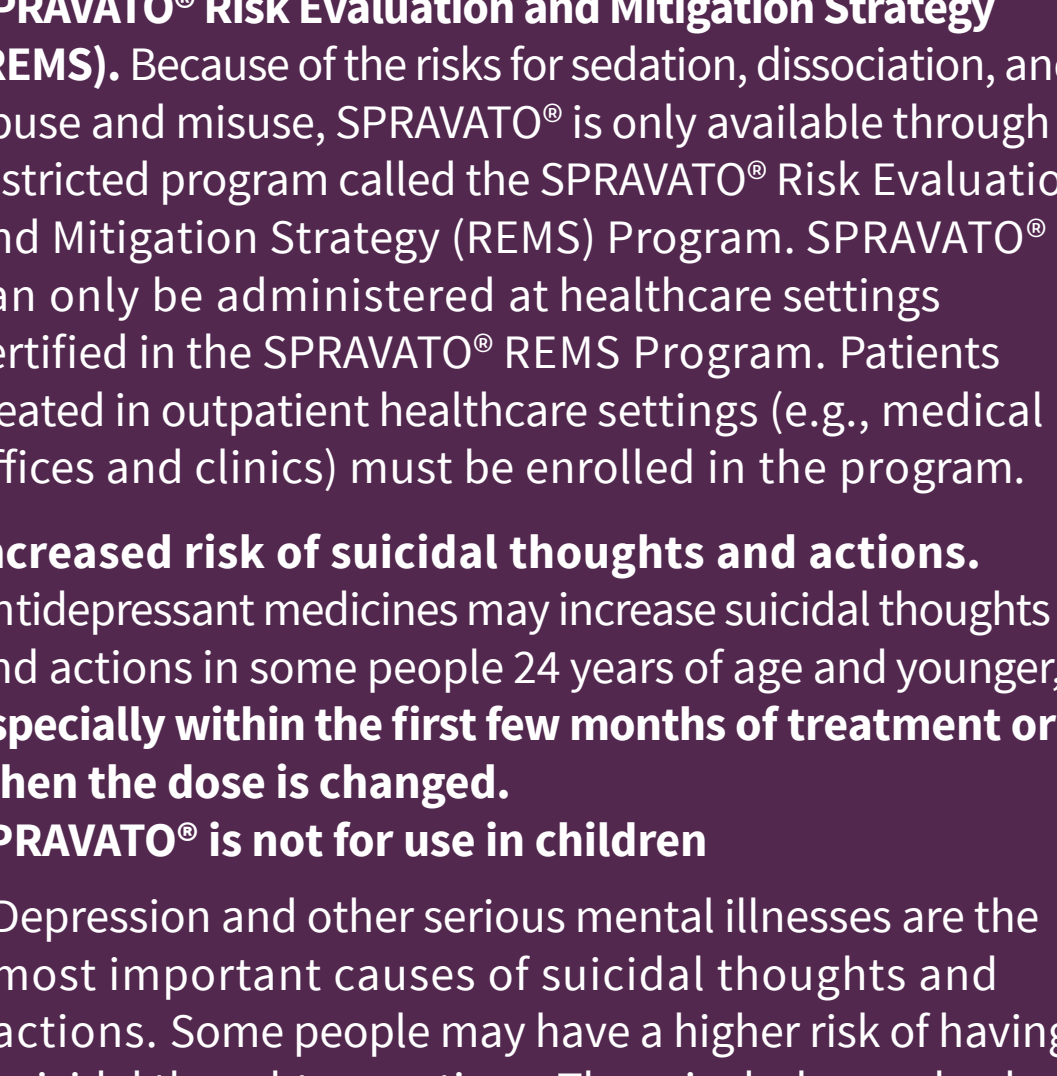 PRAVATO® Risk Evaluation and Mitigation Strategy
REMS). Because of the risks for sedation, dissociation, and
buse and misuse, SPRAVATO® is only available through
stricted program called the SPRAVATO® Risk Evaluatio
nd Mitigation Strategy (REMS) Program. SPRAVATO®
an only be administered at healthcare settings
ertified in the SPRAVATO® REMS Program. Patients
eated in outpatient healthcare settings (e.g., medical
ffices and clinics) must be enrolled in the program.
ncreased risk of suicidal thoughts and actions.
ntidepressant medicines may increase suicidal thoughts
nd actions in some people 24 years of age and younger,
specially within the first few months of treatment or
hen the dose is changed.
PRAVATO® is not for use in children
Depression and other serious mental illnesses are the
most important causes of suicidal thoughts and
actions. Some people may have a higher risk of having